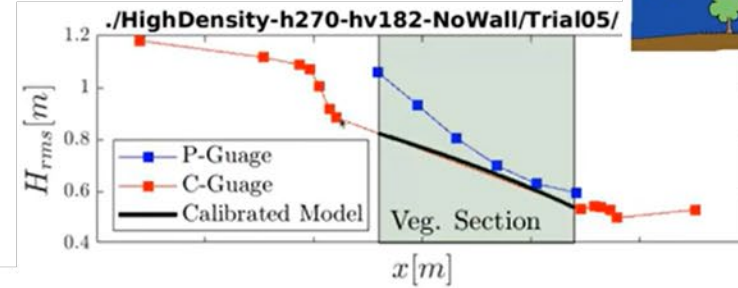 ./HighDensity-h270-hv182-NoWall/Trial05/
1.2
1
0.8
0.6
0.4
H_rms[m]
P-Guage
C-Guage
Calibrated Model
Veg. Section
x[m]